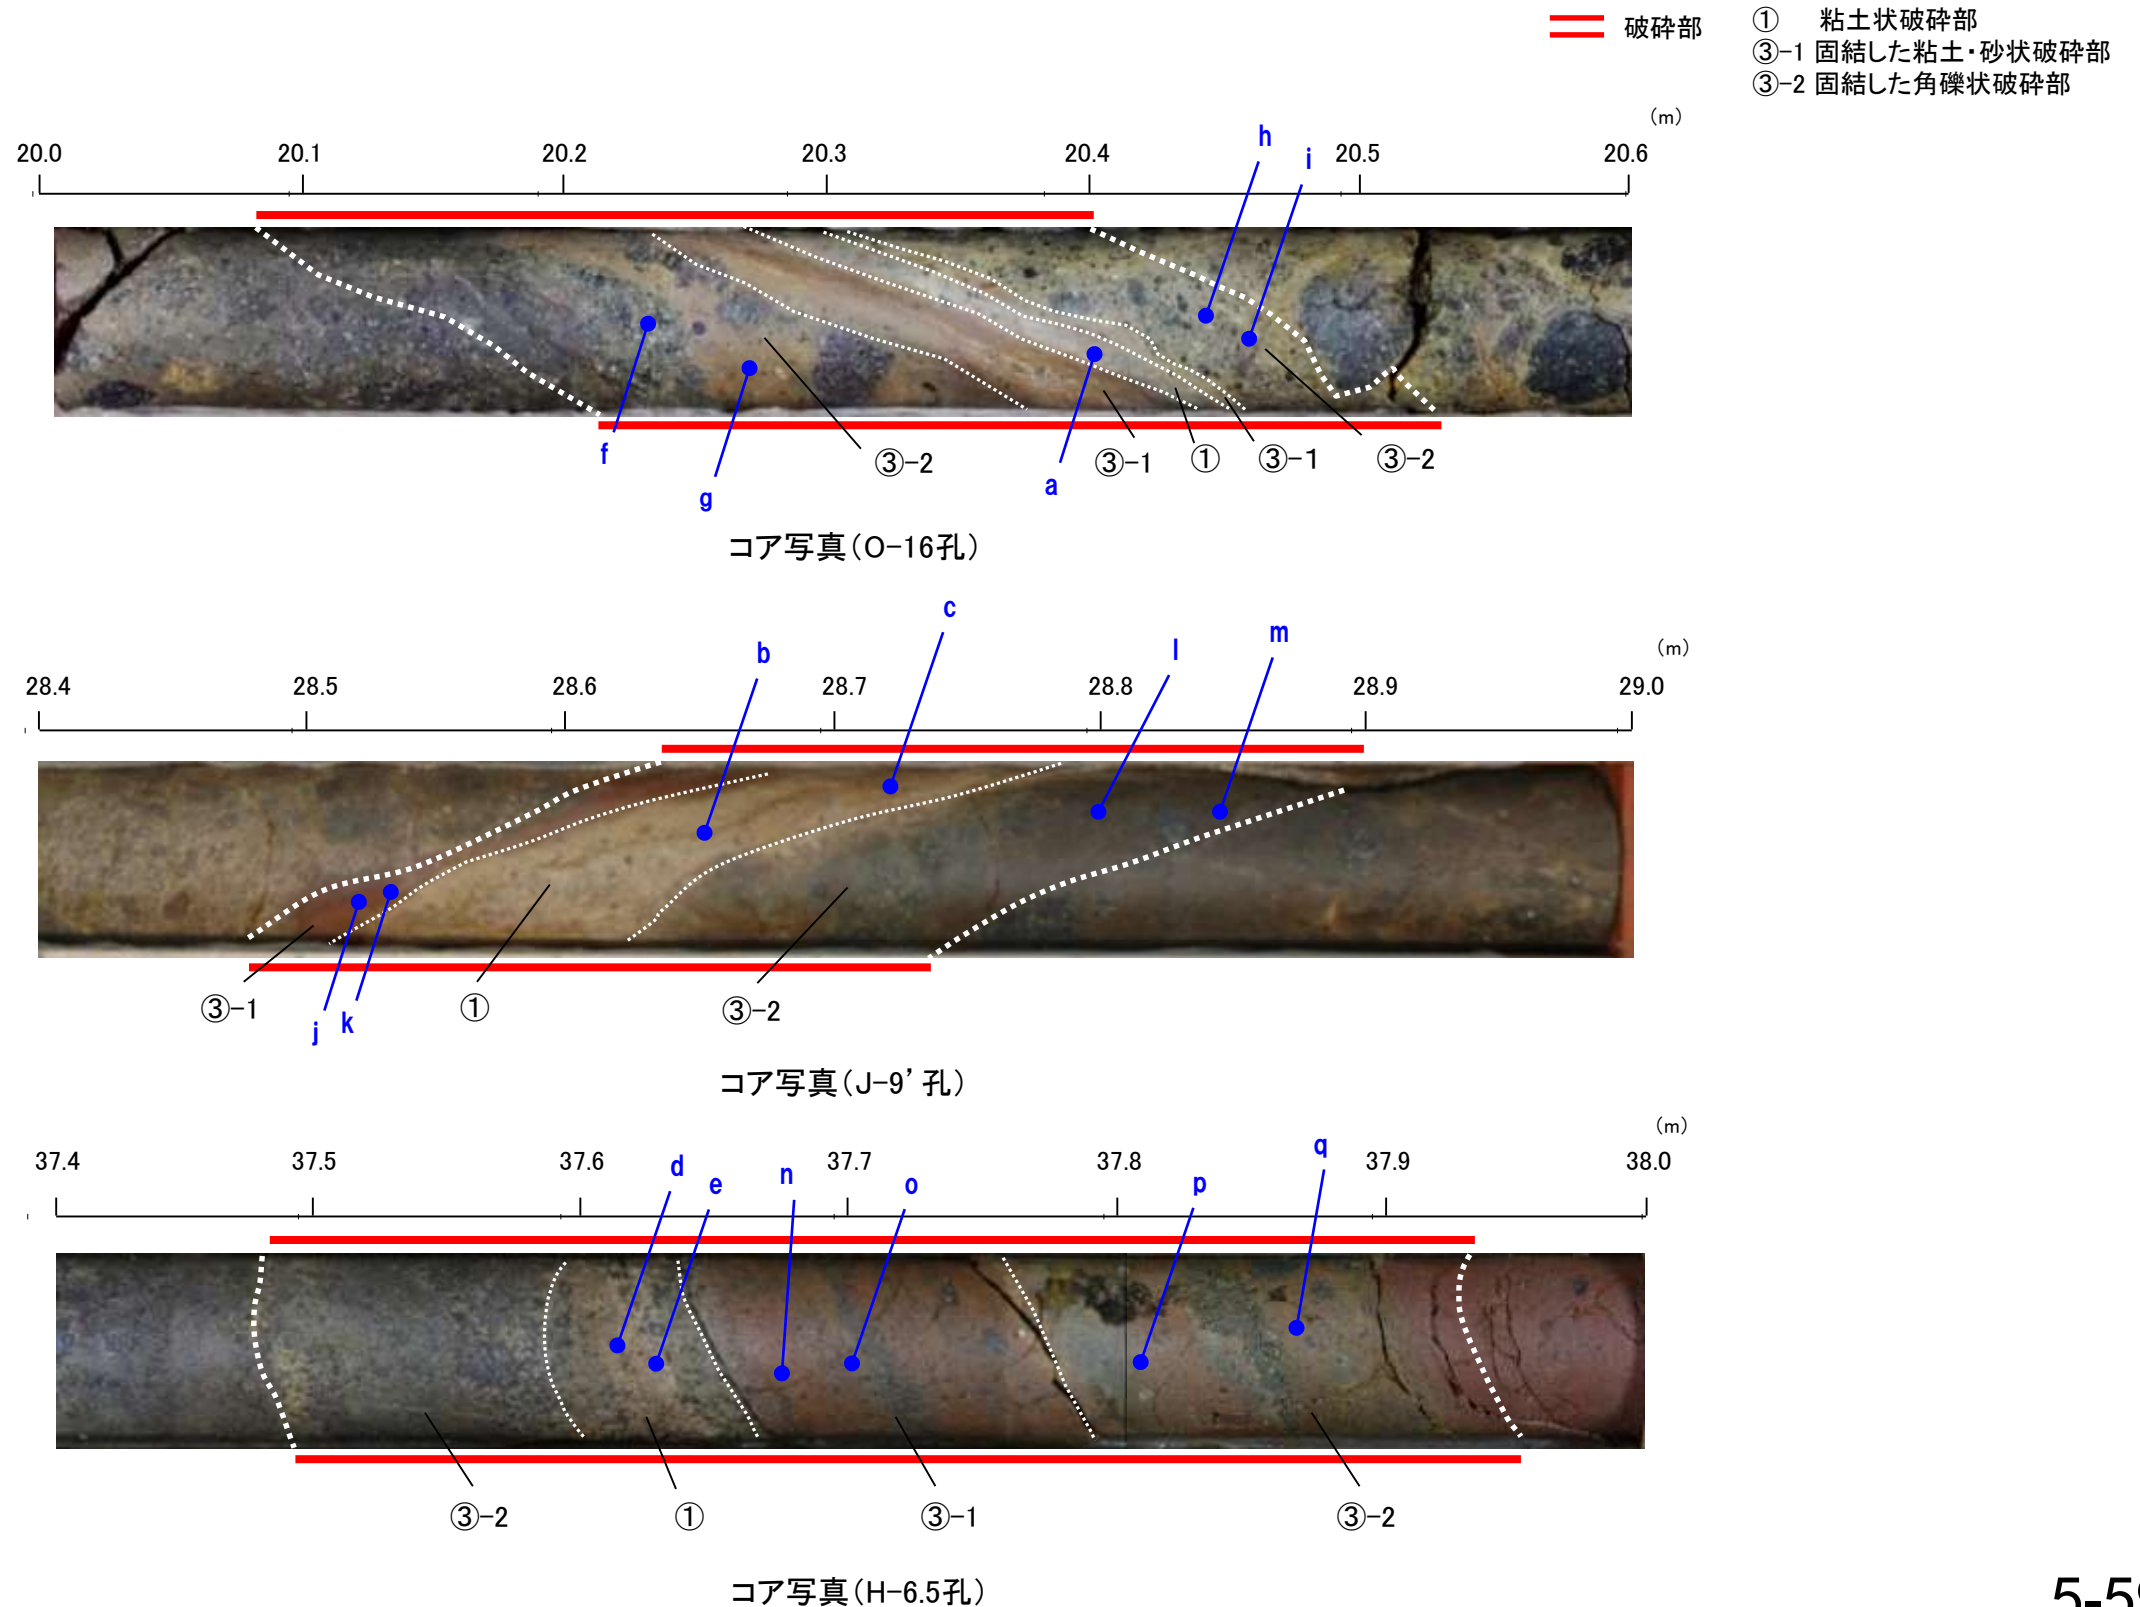 破砕部
① 粘土状破砕部
③-1 固結した粘土・砂状破砕部
③-2 固結した角礫状破砕部
(m)
20.0 20.1 20.2 20.3 20.4 20.5 20.6
h
i
f
g
a
③-2 ③-1 ① ③-1 ③-2
コア写真(O-16孔)
(m)
28.4 28.5 28.6 28.7 28.8 28.9 29.0
c
b
l
m
③-1 ① ③-2
j k
コア写真(J-9’孔)
(m)
37.4 37.5 37.6 37.7 37.8 37.9 38.0
d e n o p q
③-2 ① ③-1 ③-2
コア写真(H-6.5孔)